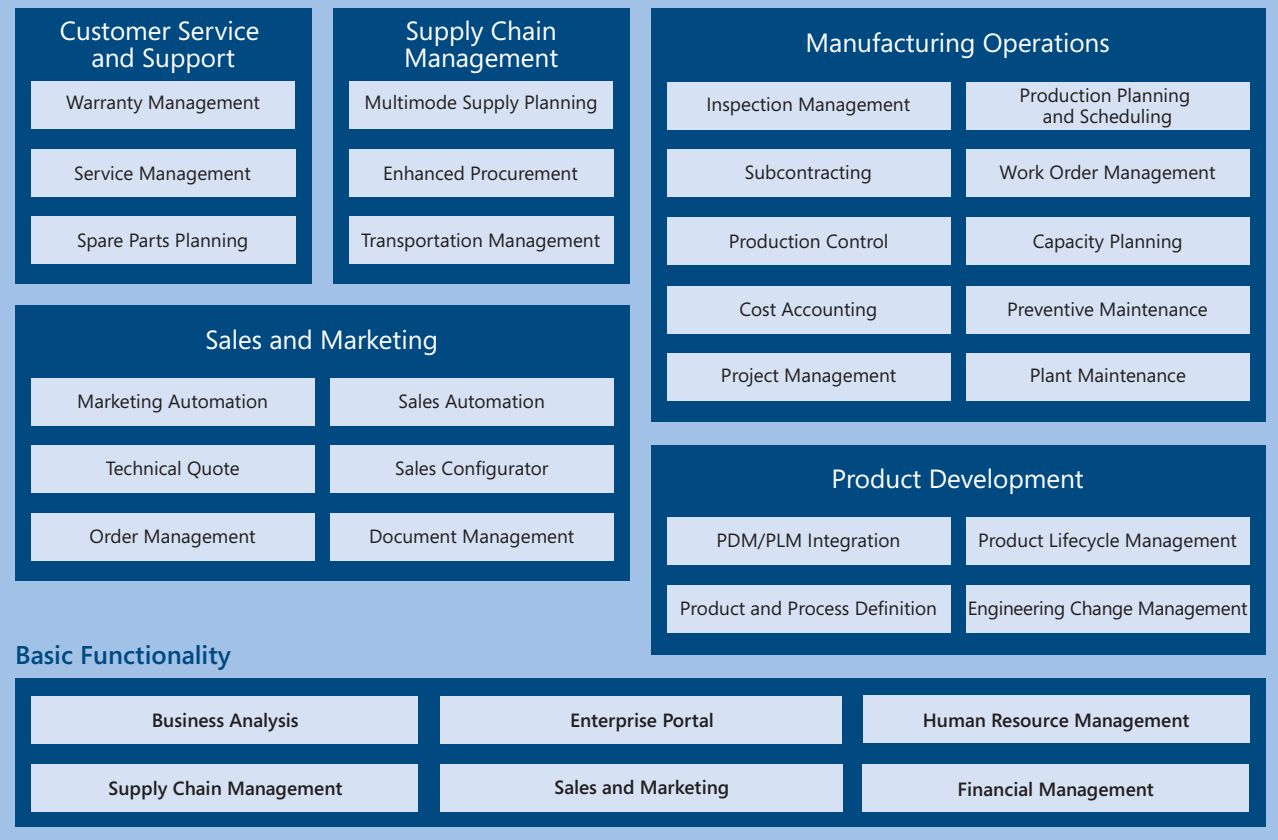 Customer Service
and Support
Warranty Management
Service Management
Spare Parts Planning
Supply Chain
Management
Multimode Supply Planning
Enhanced Procurement
Transportation Management
Manufacturing Operations
Inspection Management
Production Planning
and Scheduling
Subcontracting
Work Order Management
Production Control
Capacity Planning
Cost Accounting
Preventive Maintenance
Project Management
Plant Maintenance
Sales and Marketing
Marketing Automation
Sales Automation
Technical Quote
Sales Configurator
Order Management
Document Management
Product Development
PDM/PLM Integration
Product Lifecycle Management
Product and Process Definition
Engineering Change Management
Basic Functionality
Business Analysis
Enterprise Portal
Human Resource Management
Supply Chain Management
Sales and Marketing
Financial Management